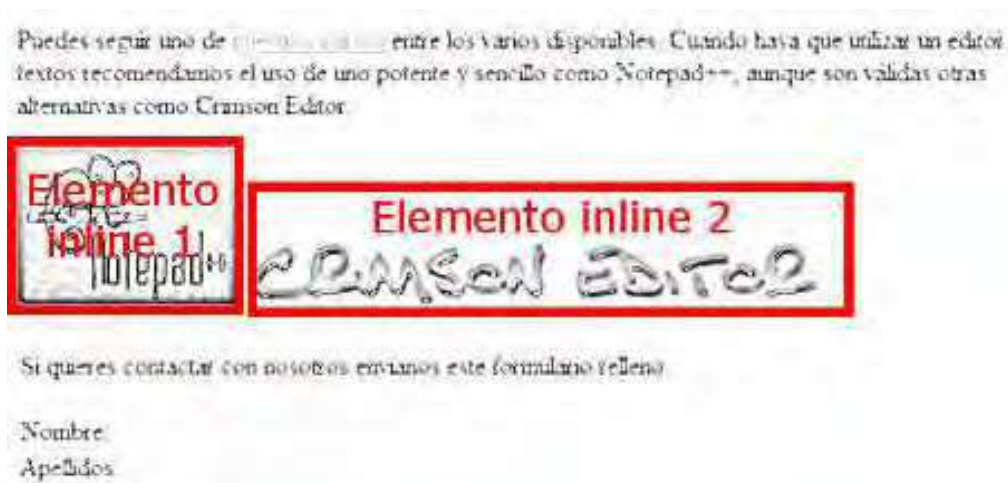 Puedes seguir uno de entre los varios disponibles. Cuando haya que utilizar un editor
textos recomendamos el uso de uno potente y sencillo como Notepad++, aunque son válidas otras
alternativas como Crimson Editor
Elemento
inline 1
notepad++
Elemento inline 2
CRIMSON EDITOR
Si quieres contactar con nosotros envianos este formulario relleno
Nombre
Apellidos